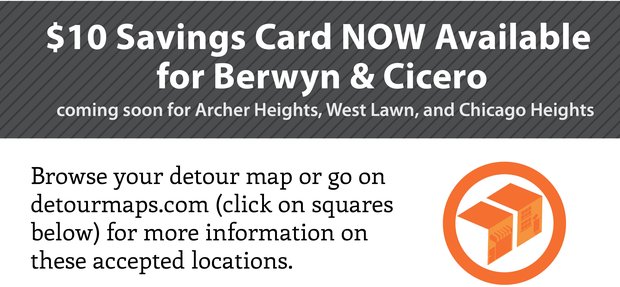 $10 Savings Card NOW Available
for Berwyn & Cicero
coming soon for Archer Heights, West Lawn, and Chicago Heights
Browse your detour map or go on
detourmaps.com (click on squares
below) for more information on
these accepted locations.